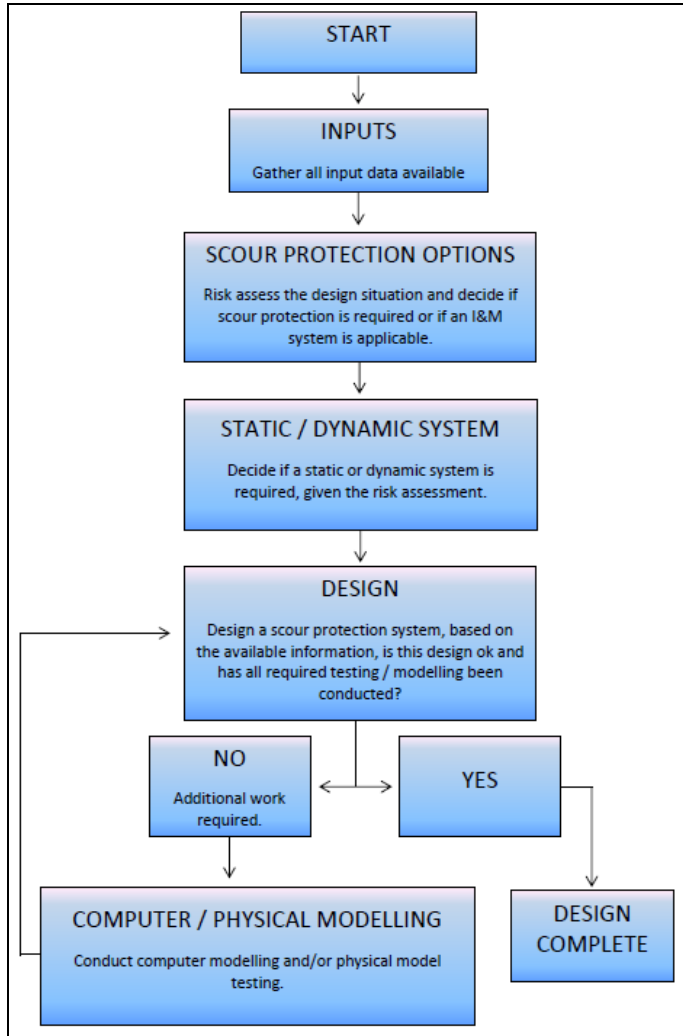 START
INPUTS
Gather all input data available
SCOUR PROTECTION OPTIONS
Risk assess the design situation and decide if
scour protection is required or if an I&M
system is applicable.
STATIC / DYNAMIC SYSTEM
Decide if a static or dynamic system is
required, given the risk assessment.
DESIGN
Design a scour protection system, based on
the available information, is this design ok and
has all required testing / modelling been
conducted?
NO
Additional work
required.
YES
COMPUTER / PHYSICAL MODELLING
Conduct computer modelling and/or physical model
testing.
DESIGN
COMPLETE